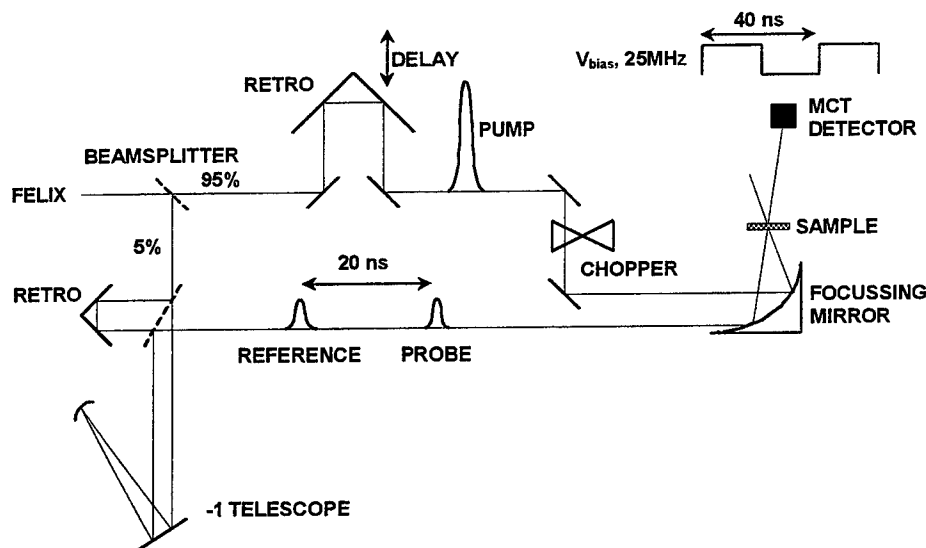 40 ns
Vbias, 25MHz
DELAY
RETRO
MCT
DETECTOR
PUMP
BEAMSPLITTER
95%
FELIX
SAMPLE
5%
CHOPPER
20 ns
RETRO
FOCUSSING
MIRROR
REFERENCE
PROBE
-1 TELESCOPE